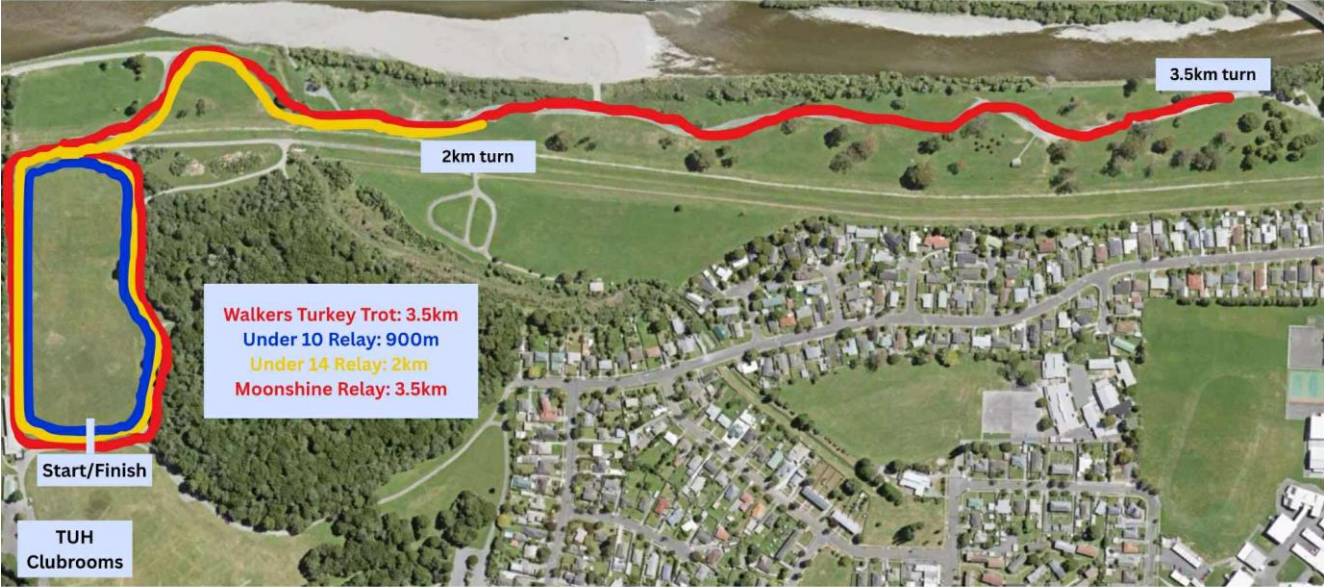 3.5km turn
2km turn
Walkers Turkey Trot: 3.5km
Under 10 Relay: 900m
Under 14 Relay: 2km
Moonshine Relay: 3.5km
Start/Finish
TUH
Clubrooms